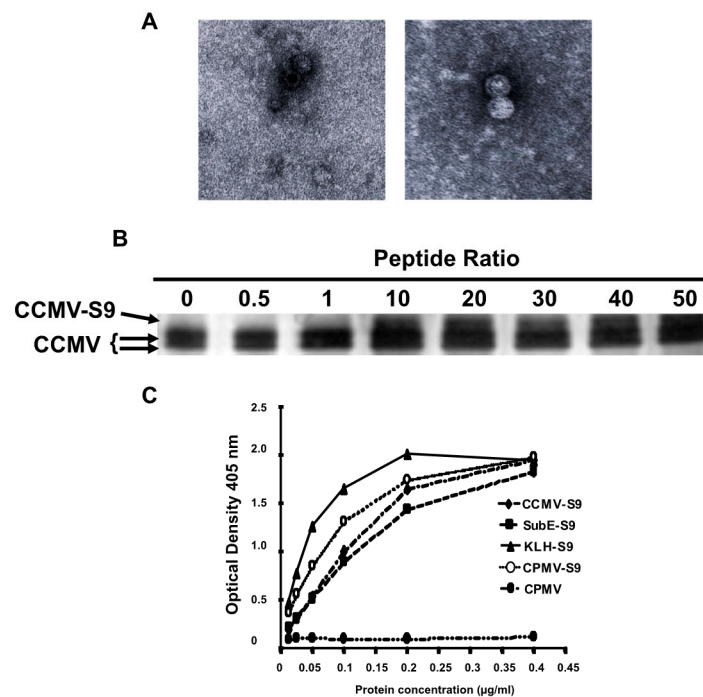 A
B
Peptide Ratio
0 0.5 1 10 20 30 40 50
CCMV-S9
CCMV {
C
2.5
2.0
1.5
1.0
0.5
0
Optical Density 405 nm
CCMV-S9
SubE-S9
KLH-S9
CPMV-S9
CPMV
0 0.05 0.1 0.15 0.2 0.25 0.3 0.35 0.4 0.45
Protein concentration (µg/ml)